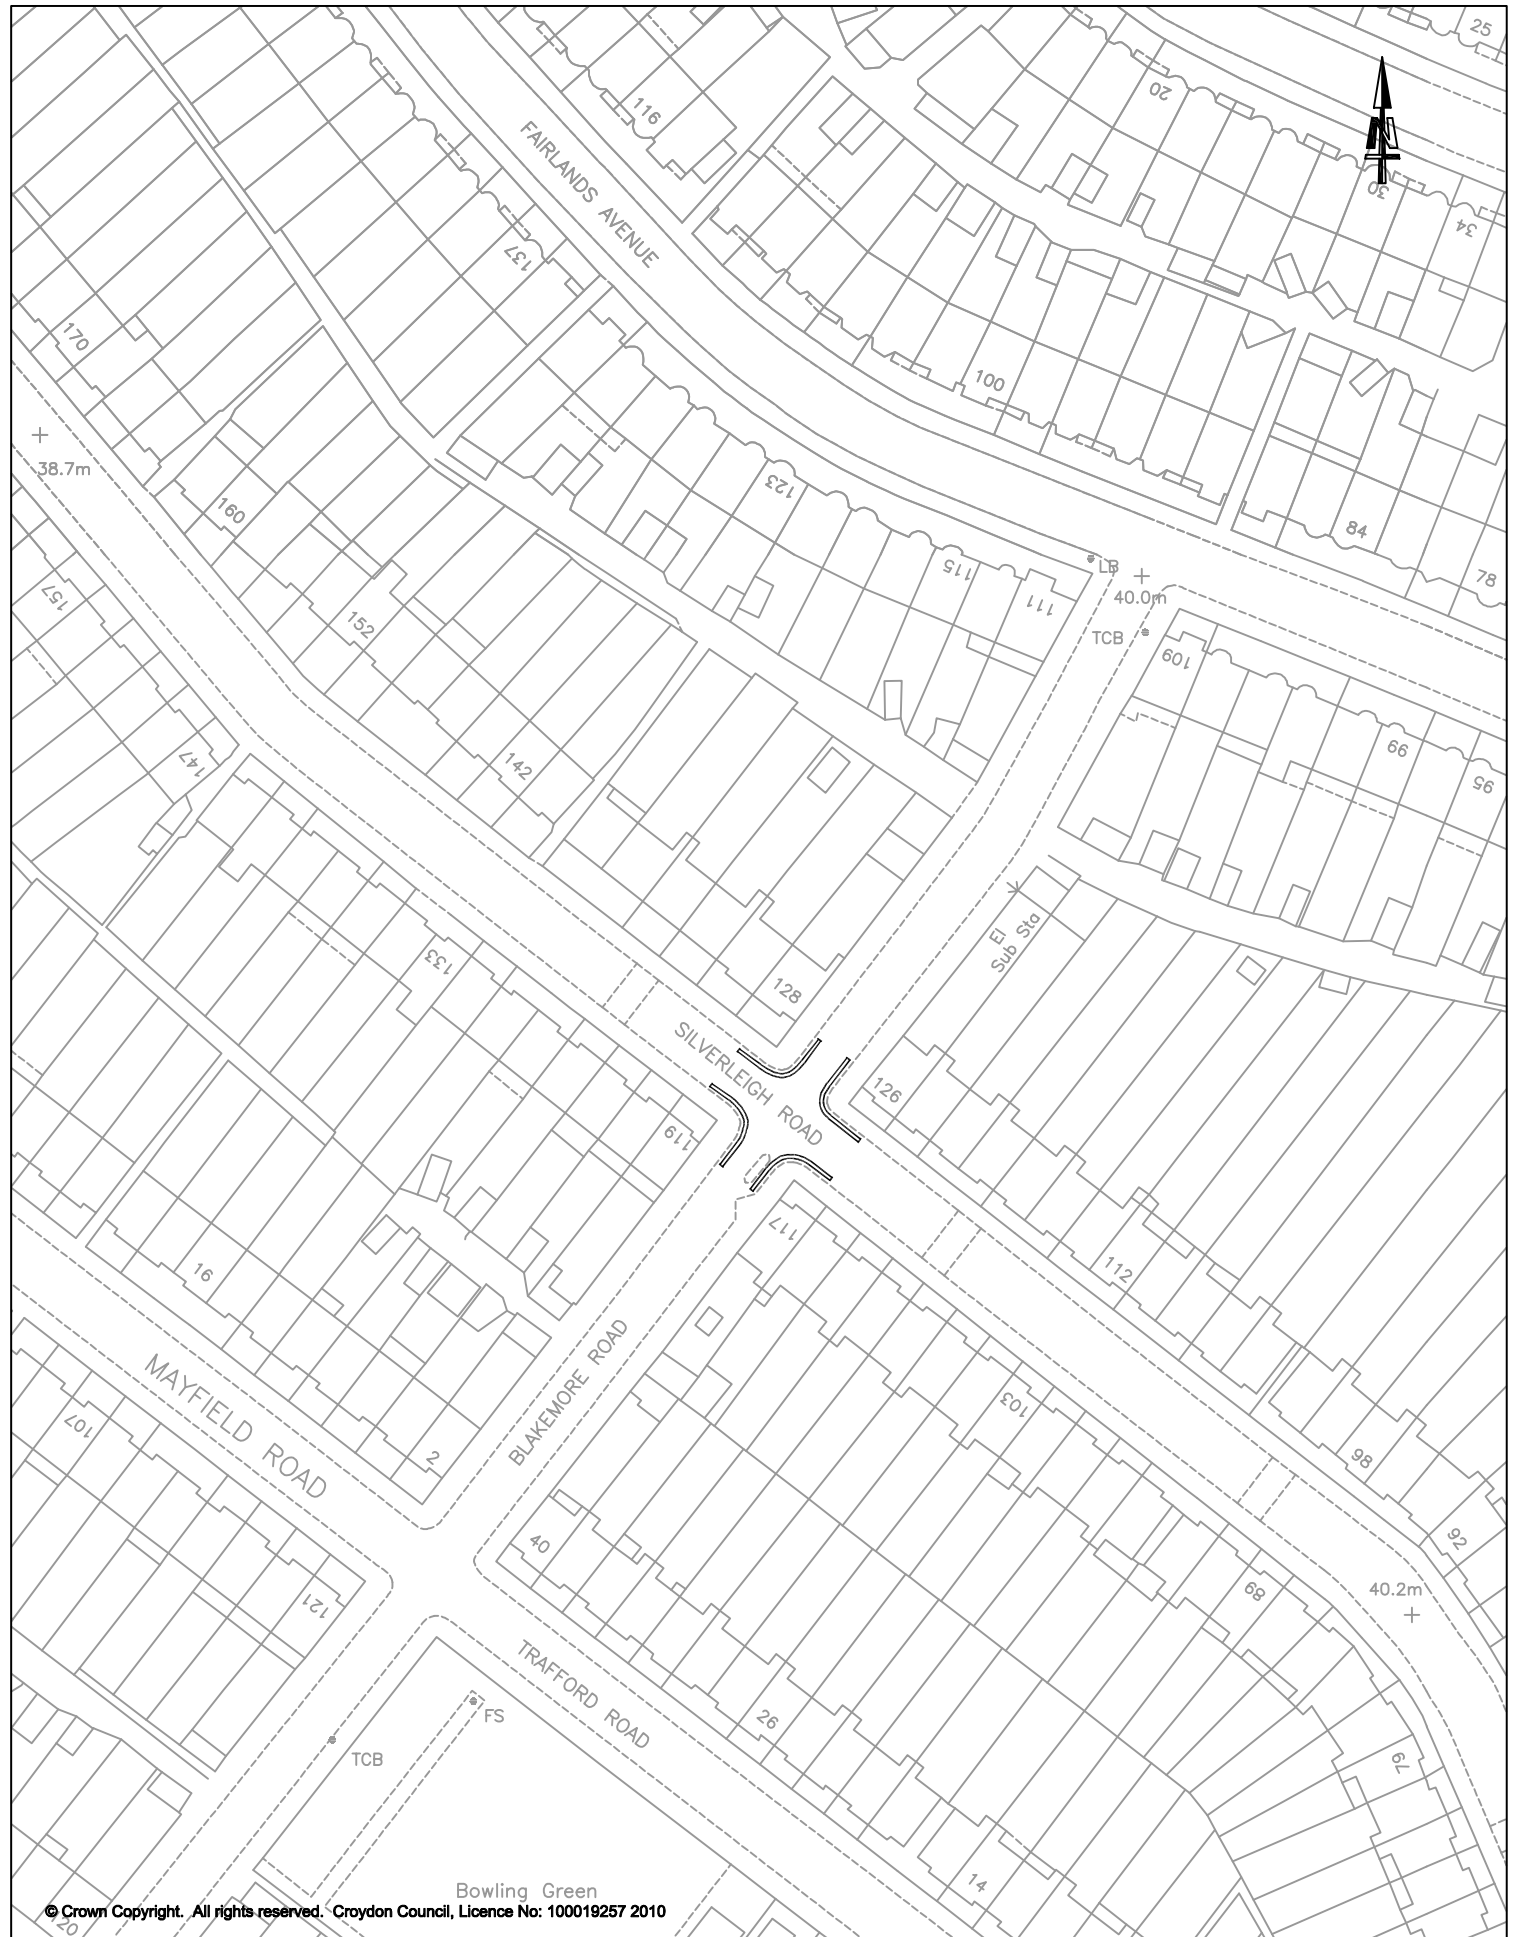 25
20
N
116
30
34
FAIRLANDS AVENUE
137
170
100
38.7m
160
123
84
78
115
LB
40.0m
111
157
TCB
152
109
147
142
99
95
133
El
Sub Sta
128
SILVERLEIGH ROAD
126
119
117
112
16
103
MAYFIELD ROAD
BLAKEMORE ROAD
107
2
98
92
40
40.2m
89
121
TRAFFORD ROAD
FS
26
TCB
79
14
Bowling Green
© Crown Copyright. All rights reserved. Croydon Council, Licence No: 100019257 2010
120